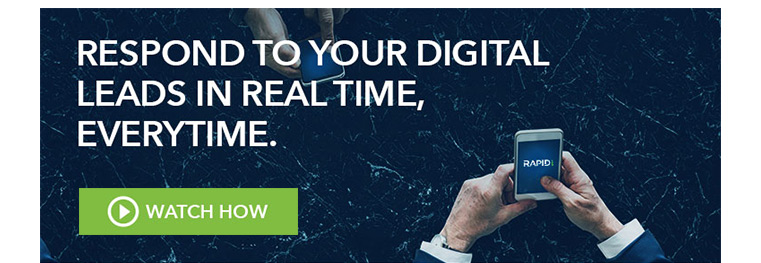 RESPOND TO YOUR DIGITAL
LEADS IN REAL TIME,
EVERYTIME.
RAPID
WATCH HOW